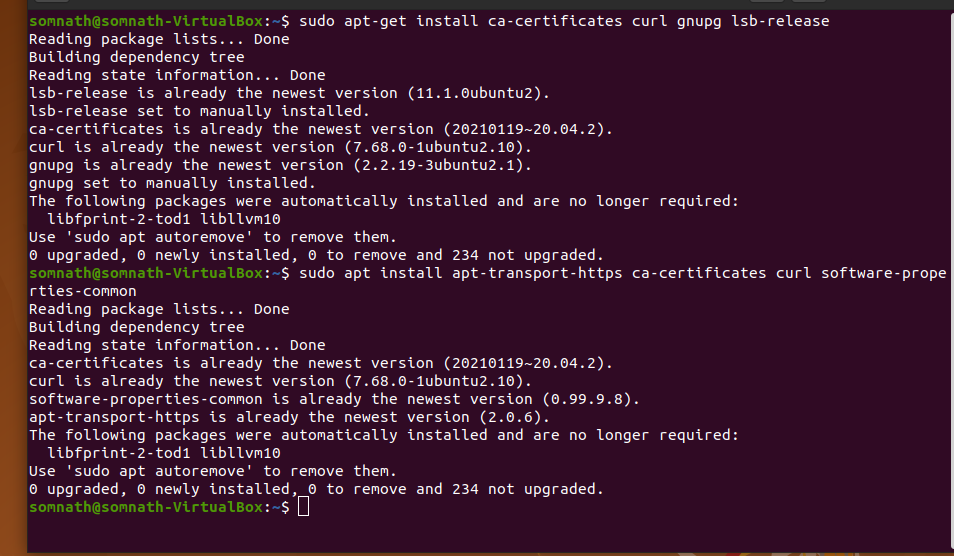 somnath@somnath-VirtualBox:~$ sudo apt-get install ca-certificates curl gnupg lsb-release
Reading package lists... Done
Building dependency tree
Reading state information... Done
lsb-release is already the newest version (11.1.0ubuntu2).
lsb-release set to manually installed.
ca-certificates is already the newest version (20210119~20.04.2).
curl is already the newest version (7.68.0-1ubuntu2.10).
gnupg is already the newest version (2.2.19-3ubuntu2.1).
gnupg set to manually installed.
The following packages were automatically installed and are no longer required:
  libfprint-2-tod1 libllvm10
Use 'sudo apt autoremove' to remove them.
0 upgraded, 0 newly installed, 0 to remove and 234 not upgraded.
somnath@somnath-VirtualBox:~$ sudo apt install apt-transport-https ca-certificates curl software-prope
rties-common
Reading package lists... Done
Building dependency tree
Reading state information... Done
ca-certificates is already the newest version (20210119~20.04.2).
curl is already the newest version (7.68.0-1ubuntu2.10).
software-properties-common is already the newest version (0.99.9.8).
apt-transport-https is already the newest version (2.0.6).
The following packages were automatically installed and are no longer required:
  libfprint-2-tod1 libllvm10
Use 'sudo apt autoremove' to remove them.
0 upgraded, 0 newly installed, 0 to remove and 234 not upgraded.
somnath@somnath-VirtualBox:~$